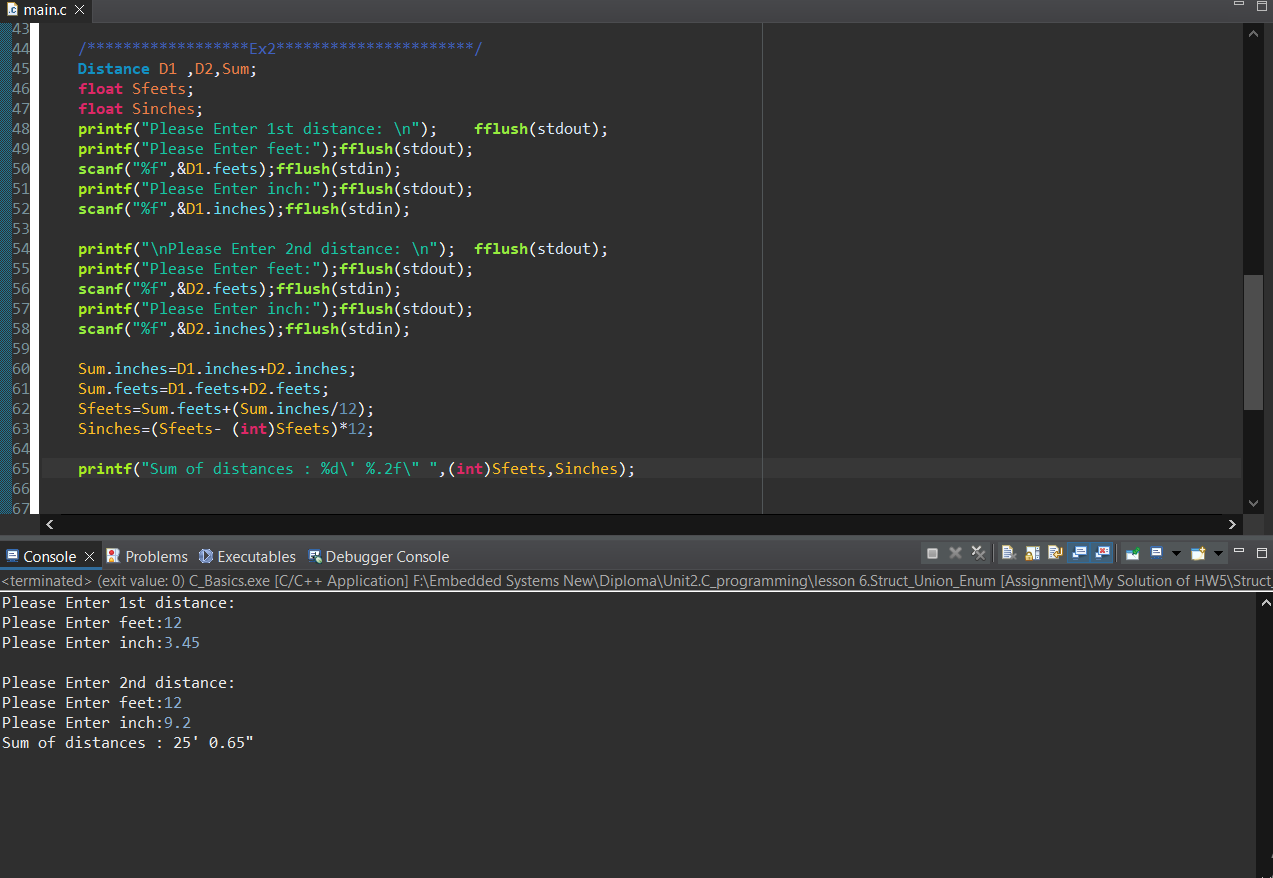 main.c
43
44 /******************Ex2**********************/
45 Distance D1 ,D2,Sum;
46 float Sfeets;
47 float Sinches;
48 printf("Please Enter 1st distance: \n");    fflush(stdout);
49 printf("Please Enter feet:");fflush(stdout);
50 scanf("%f",&D1.feets);fflush(stdin);
51 printf("Please Enter inch:");fflush(stdout);
52 scanf("%f",&D1.inches);fflush(stdin);
53
54 printf("\nPlease Enter 2nd distance: \n");  fflush(stdout);
55 printf("Please Enter feet:");fflush(stdout);
56 scanf("%f",&D2.feets);fflush(stdin);
57 printf("Please Enter inch:");fflush(stdout);
58 scanf("%f",&D2.inches);fflush(stdin);
59
60 Sum.inches=D1.inches+D2.inches;
61 Sum.feets=D1.feets+D2.feets;
62 Sfeets=Sum.feets+(Sum.inches/12);
63 Sinches=(Sfeets- (int)Sfeets)*12;
64
65 printf("Sum of distances : %d\' %.2f\" ",(int)Sfeets,Sinches);
66
67
Console Problems Executables Debugger Console
<terminated> (exit value: 0) C_Basics.exe [C/C++ Application] F:\Embedded Systems New\Diploma\Unit2.C_programming\lesson 6.Struct_Union_Enum [Assignment]\My Solution of HW5\Struct_
Please Enter 1st distance:
Please Enter feet:12
Please Enter inch:3.45
Please Enter 2nd distance:
Please Enter feet:12
Please Enter inch:9.2
Sum of distances : 25' 0.65"